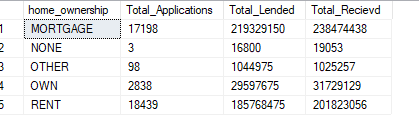 home_ownership Total_Applications Total_Lended Total_Recievd
1 MORTGAGE 17198 219329150 238474438
2 NONE 3 16800 19053
3 OTHER 98 1044975 1025257
4 OWN 2838 29597675 31729129
5 RENT 18439 185768475 201823056